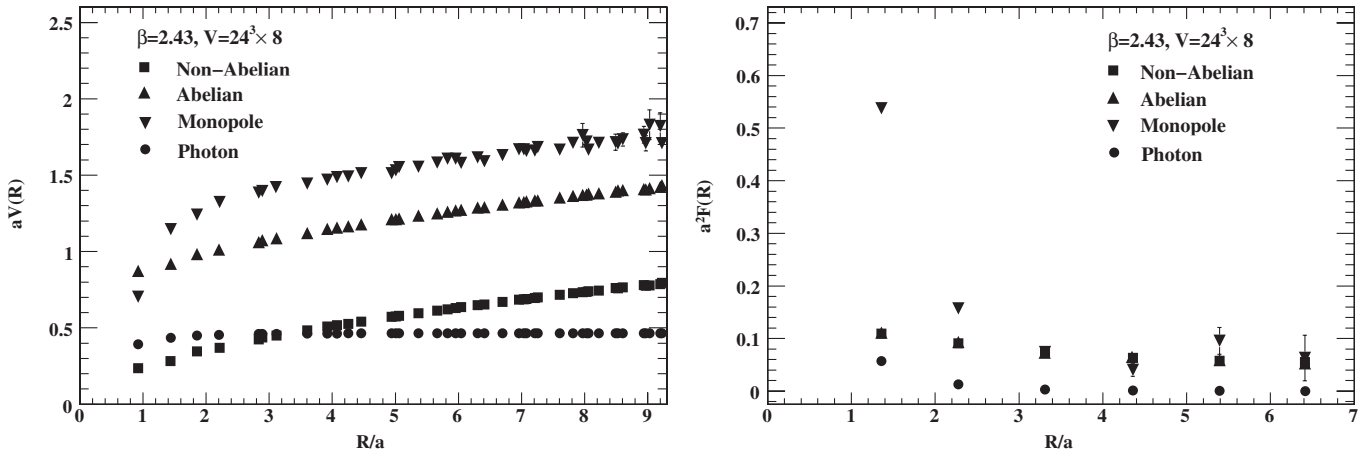 aV(R)
2.5
2
1.5
1
0.5
0
β=2.43, V=24³× 8
Non−Abelian
Abelian
Monopole
Photon
0 1 2 3 4 5 6 7 8 9
R/a
a²F(R)
0.7
0.6
0.5
0.4
0.3
0.2
0.1
0
β=2.43, V=24³× 8
Non−Abelian
Abelian
Monopole
Photon
0 1 2 3 4 5 6 7
R/a